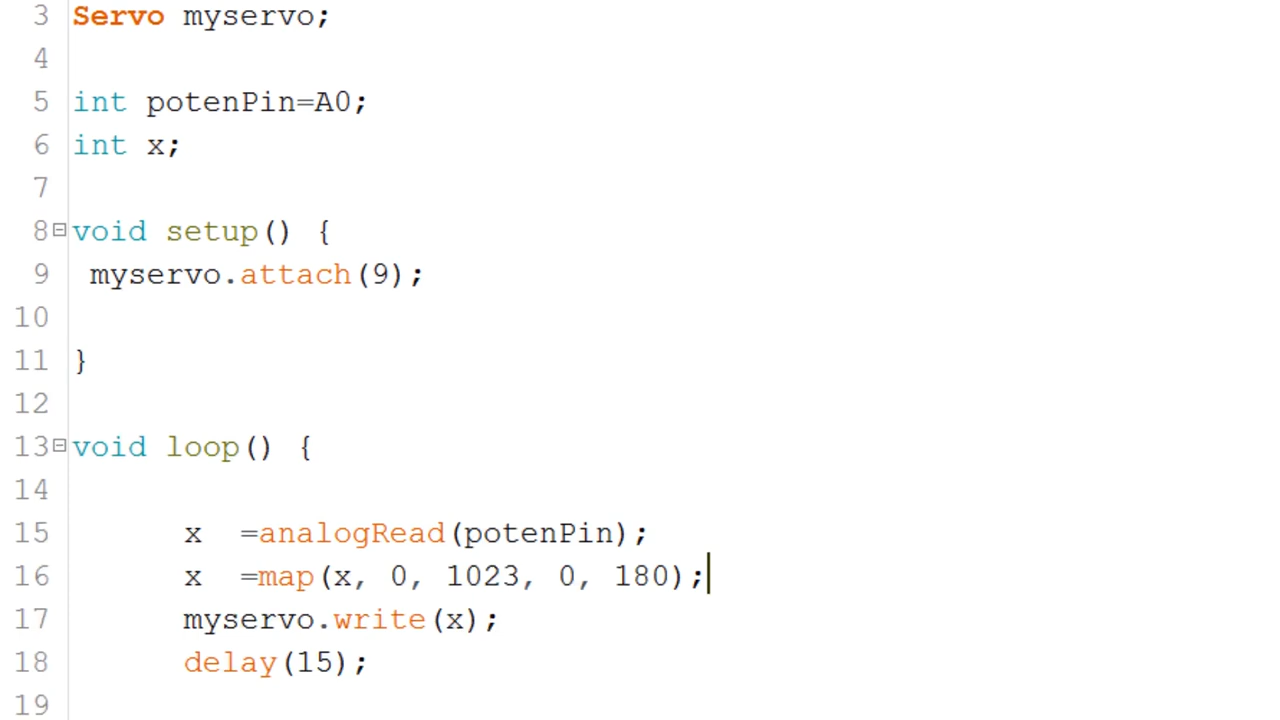 3 Servo myservo;
4
5 int potenPin=A0;
6 int x;
7
8 void setup() {
9 myservo.attach(9);
10
11 }
12
13 void loop() {
14
15 x =analogRead(potenPin);
16 x =map(x, 0, 1023, 0, 180);
17 myservo.write(x);
18 delay(15);
19